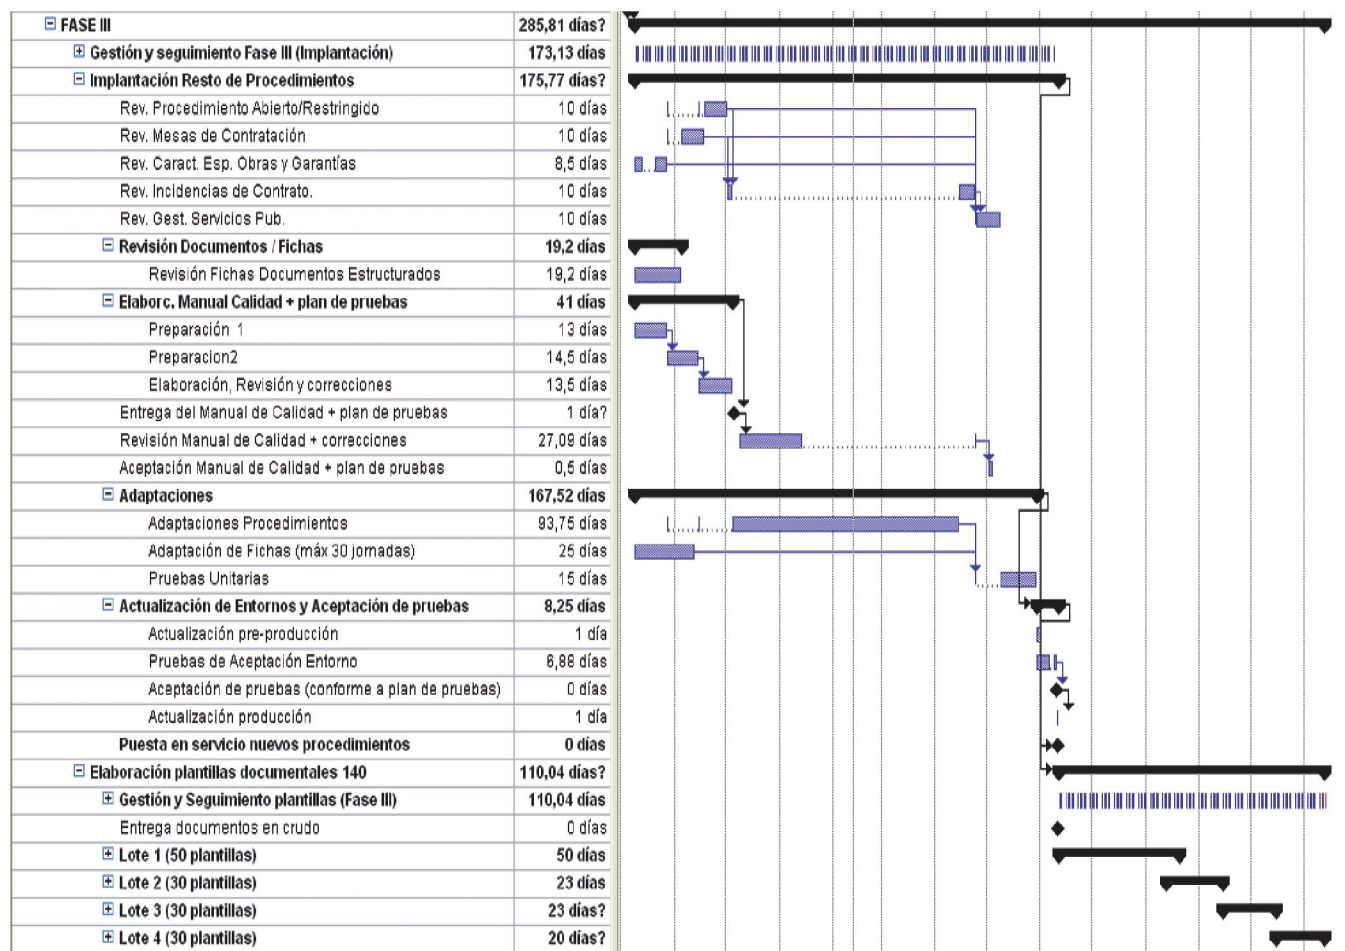 FASE III 285,81 días?
Gestión y seguimiento Fase III (Implantación) 173,13 días
Implantación Resto de Procedimientos 175,77 días?
Rev. Procedimiento Abierto/Restringido 10 días
Rev. Mesas de Contratación 10 días
Rev. Caract. Esp. Obras y Garantías 8,5 días
Rev. Incidencias de Contrato. 10 días
Rev. Gest. Servicios Pub. 10 días
Revisión Documentos / Fichas 19,2 días
Revisión Fichas Documentos Estructurados 19,2 días
Elaborc. Manual Calidad + plan de pruebas 41 días
Preparación 1 13 días
Preparacion2 14,5 días
Elaboración, Revisión y correcciones 13,5 días
Entrega del Manual de Calidad + plan de pruebas 1 día?
Revisión Manual de Calidad + correcciones 27,09 días
Aceptación Manual de Calidad + plan de pruebas 0,5 días
Adaptaciones 167,52 días
Adaptaciones Procedimientos 93,75 días
Adaptación de Fichas (máx 30 jornadas) 25 días
Pruebas Unitarias 15 días
Actualización de Entornos y Aceptación de pruebas 8,25 días
Actualización pre-producción 1 día
Pruebas de Aceptación Entorno 6,88 días
Aceptación de pruebas (conforme a plan de pruebas) 0 días
Actualización producción 1 día
Puesta en servicio nuevos procedimientos 0 días
Elaboración plantillas documentales 140 110,04 días?
Gestión y Seguimiento plantillas (Fase III) 110,04 días
Entrega documentos en crudo 0 días
Lote 1 (50 plantillas) 50 días
Lote 2 (30 plantillas) 23 días
Lote 3 (30 plantillas) 23 días?
Lote 4 (30 plantillas) 20 días?